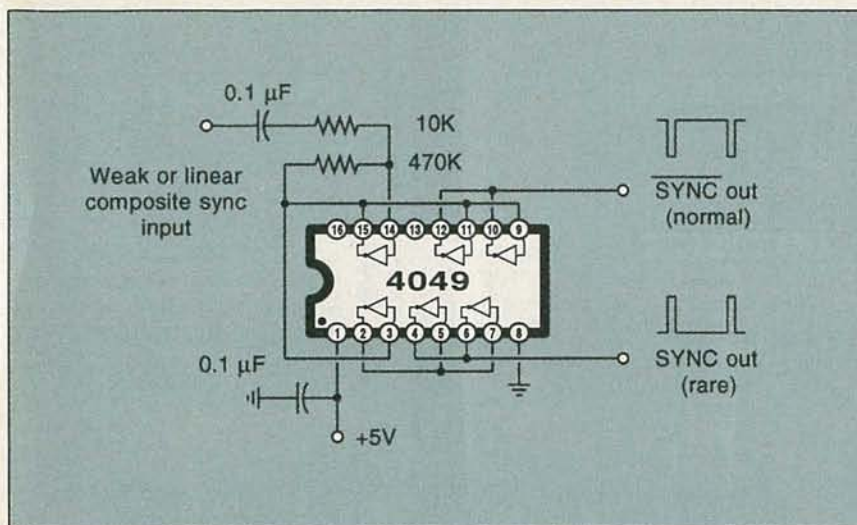 0.1 µF
10K
470K
Weak or linear
composite sync
input
SYNC out
(normal)
16 15 14 13 12 11 10 9
4049
1 2 3 4 5 6 7 8
0.1 µF
SYNC out
(rare)
+5V